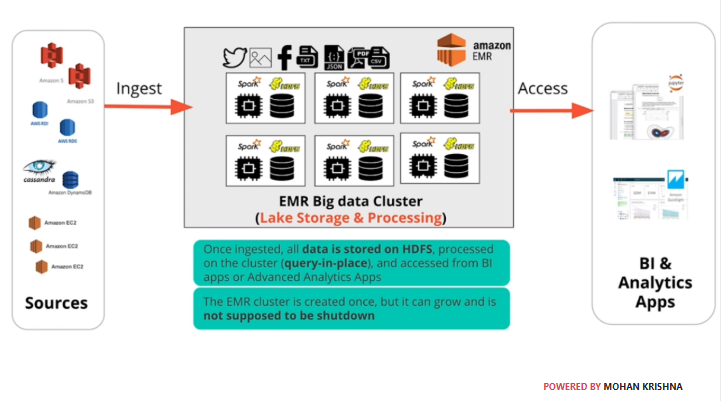 Amazon S
Amazon S3
AWS RDS
cassandra
Amazon DynamoDB
Amazon EC2
Amazon EC2
Amazon EC2
Sources
Ingest
TXT
JSON
PDF
CSV
amazon
EMR
Spark
HDFS
Spark
HDFS
Spark
HDFS
Spark
HDFS
Spark
HDFS
Spark
HDFS
EMR Big data Cluster
(Lake Storage & Processing)
Once ingested, all data is stored on HDFS, processed
on the cluster (query-in-place), and accessed from BI
apps or Advanced Analytics Apps
The EMR cluster is created once, but it can grow and is
not supposed to be shutdown
Access
jupyter
Amazon
QuickSight
BI &
Analytics
Apps
POWERED BY MOHAN KRISHNA